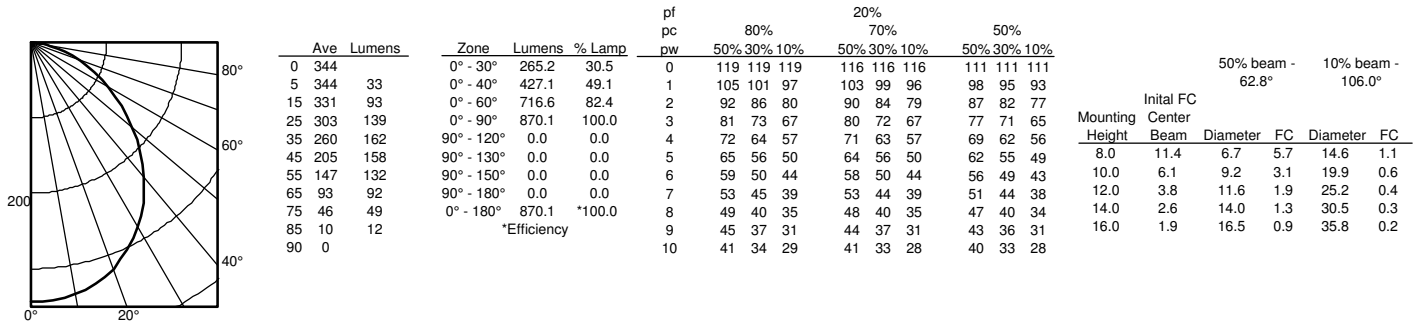 80°
60°
200
40°
0° 20°
Ave Lumens
0 344
5 344 33
15 331 93
25 303 139
35 260 162
45 205 158
55 147 132
65 93 92
75 46 49
85 10 12
90 0
Zone Lumens % Lamp
0° - 30° 265.2 30.5
0° - 40° 427.1 49.1
0° - 60° 716.6 82.4
0° - 90° 870.1 100.0
90° - 120° 0.0 0.0
90° - 130° 0.0 0.0
90° - 150° 0.0 0.0
90° - 180° 0.0 0.0
0° - 180° 870.1 *100.0
*Efficiency
pf 20%
pc 80% 70% 50%
pw 50% 30% 10% 50% 30% 10% 50% 30% 10%
0 119 119 119 116 116 116 111 111 111
1 105 101 97 103 99 96 98 95 93
2 92 86 80 90 84 79 87 82 77
3 81 73 67 80 72 67 77 71 65
4 72 64 57 71 63 57 69 62 56
5 65 56 50 64 56 50 62 55 49
6 59 50 44 58 50 44 56 49 43
7 53 45 39 53 44 39 51 44 38
8 49 40 35 48 40 35 47 40 34
9 45 37 31 44 37 31 43 36 31
10 41 34 29 41 33 28 40 33 28
50% beam - 10% beam -
62.8° 106.0°
Inital FC
Mounting Center
Height Beam Diameter FC Diameter FC
8.0 11.4 6.7 5.7 14.6 1.1
10.0 6.1 9.2 3.1 19.9 0.6
12.0 3.8 11.6 1.9 25.2 0.4
14.0 2.6 14.0 1.3 30.5 0.3
16.0 1.9 16.5 0.9 35.8 0.2